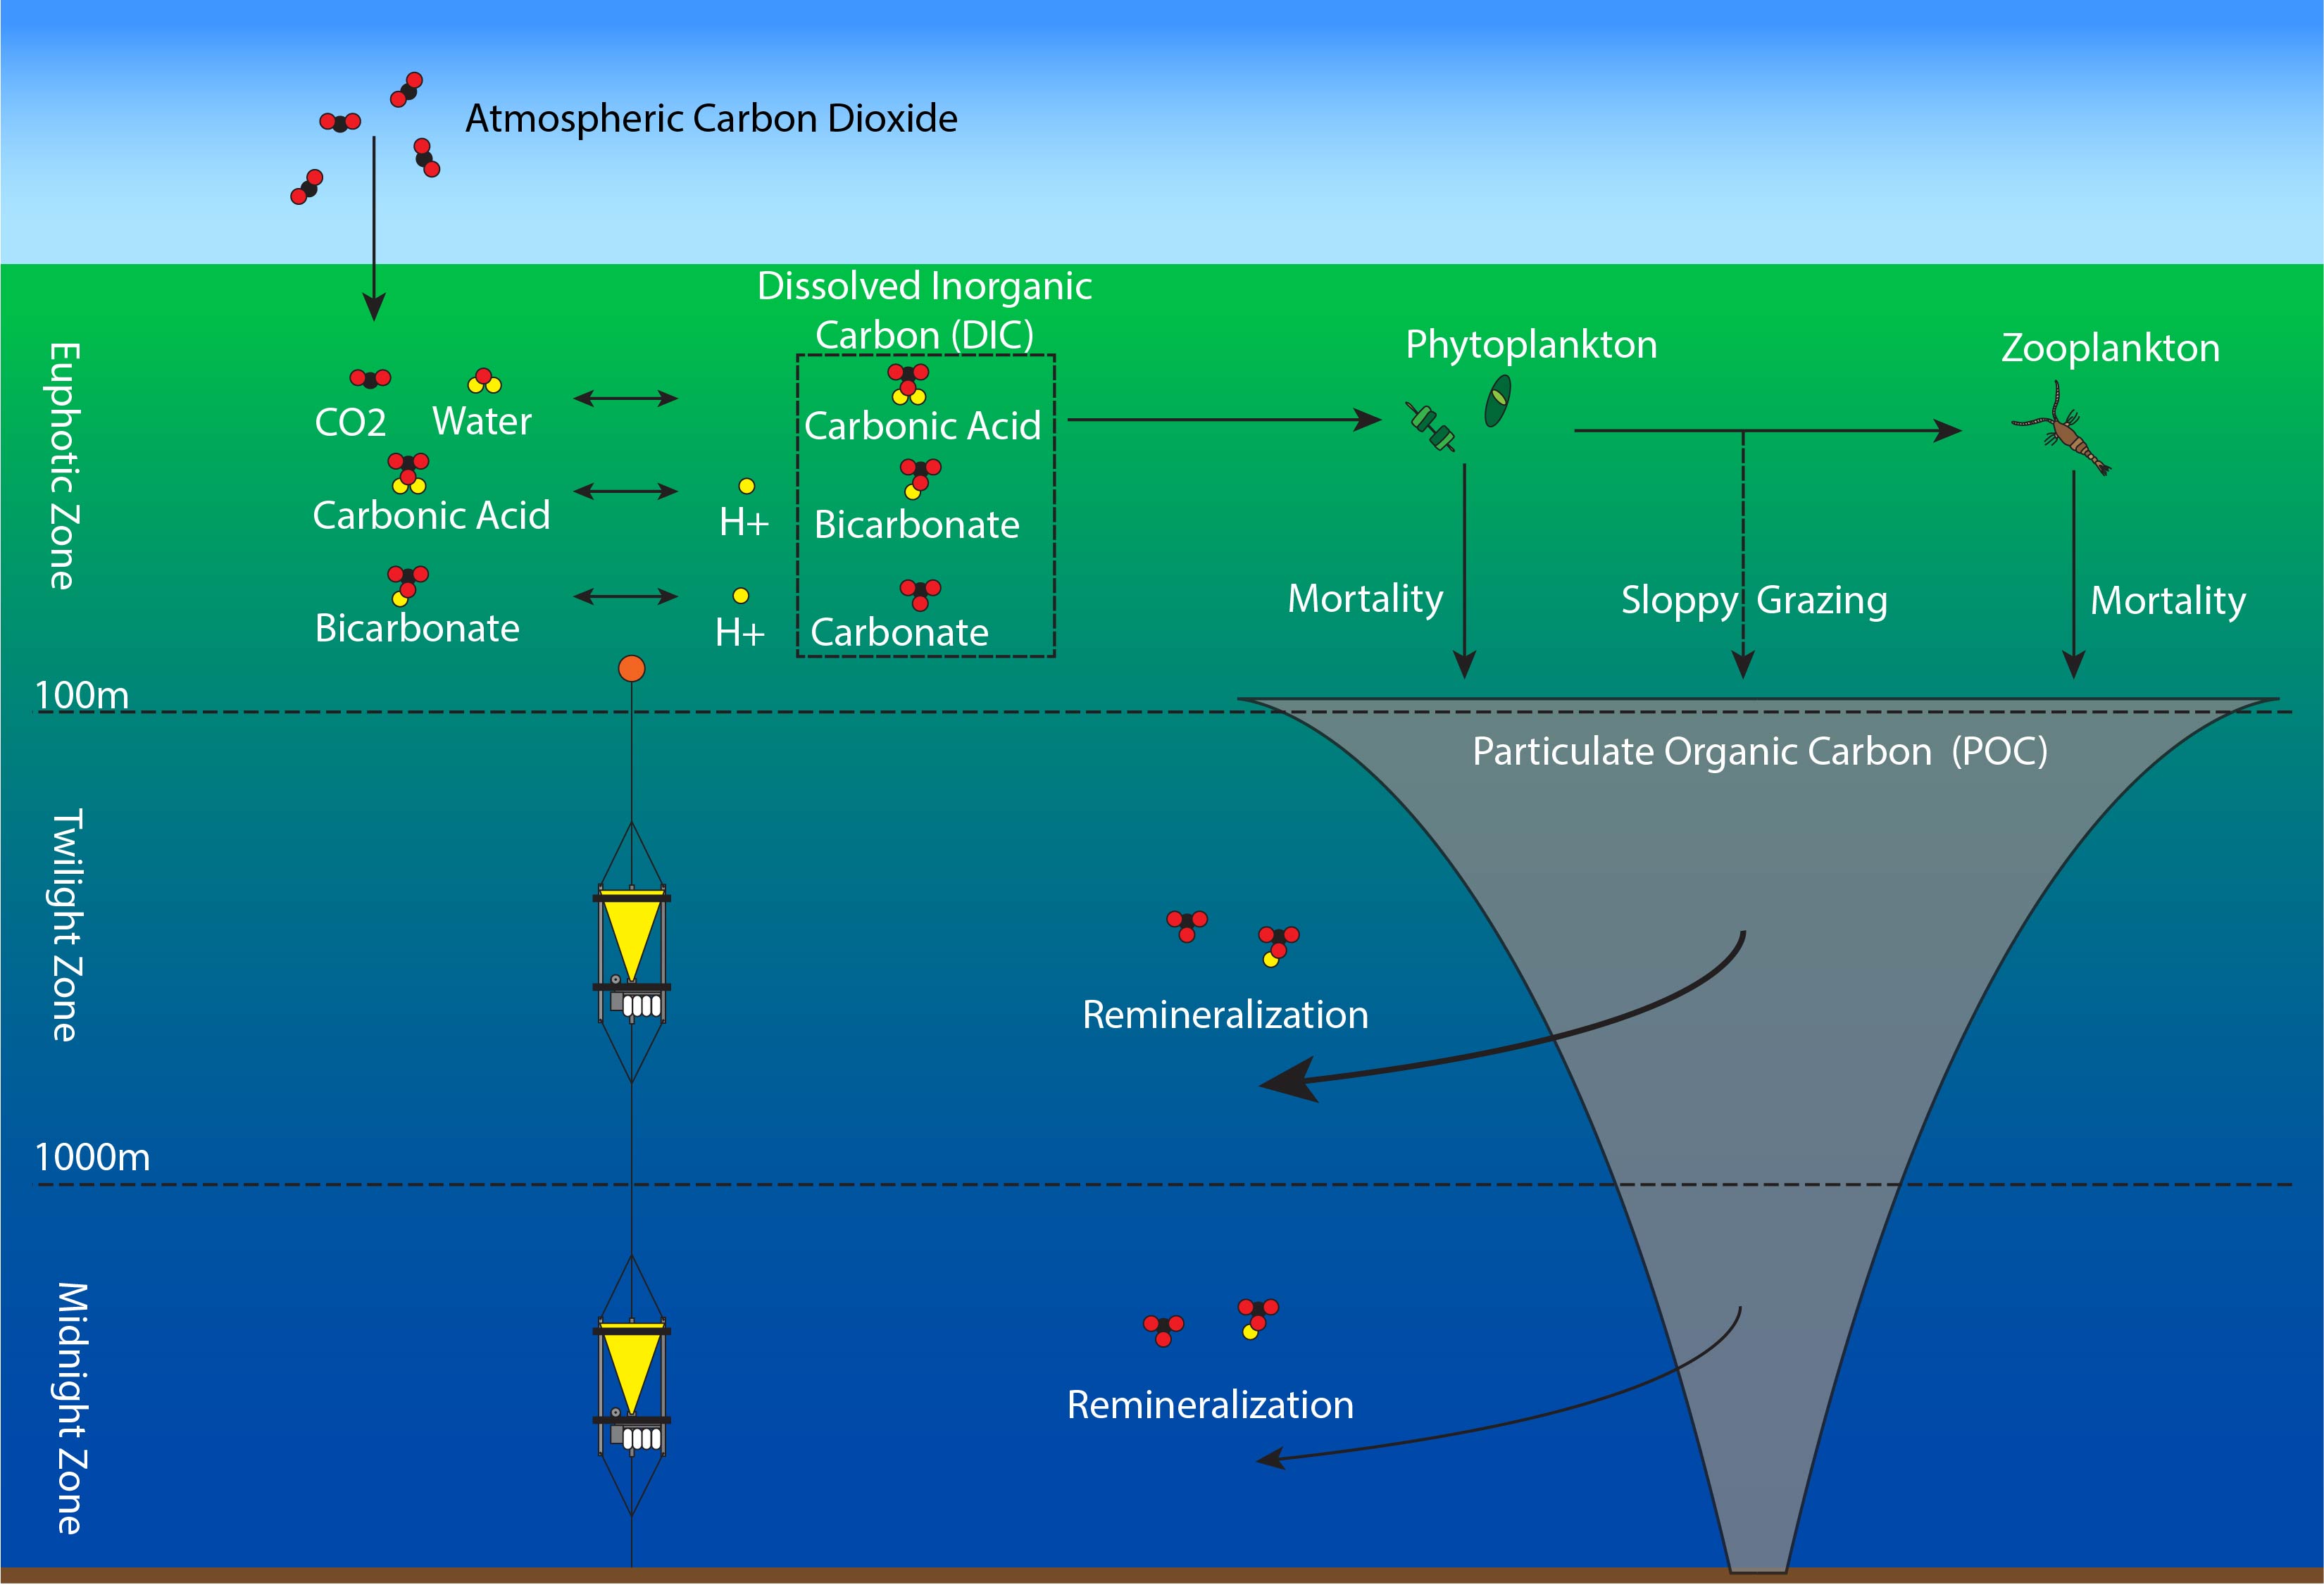 Atmospheric Carbon Dioxide
Euphotic Zone
Dissolved Inorganic
Carbon (DIC)
CO2
Water
Carbonic Acid
Carbonic Acid
H+
Bicarbonate
Bicarbonate
H+
Carbonate
Phytoplankton
Zooplankton
Mortality
Sloppy Grazing
Mortality
100m
Particulate Organic Carbon (POC)
Twilight Zone
Remineralization
1000m
Midnight Zone
Remineralization